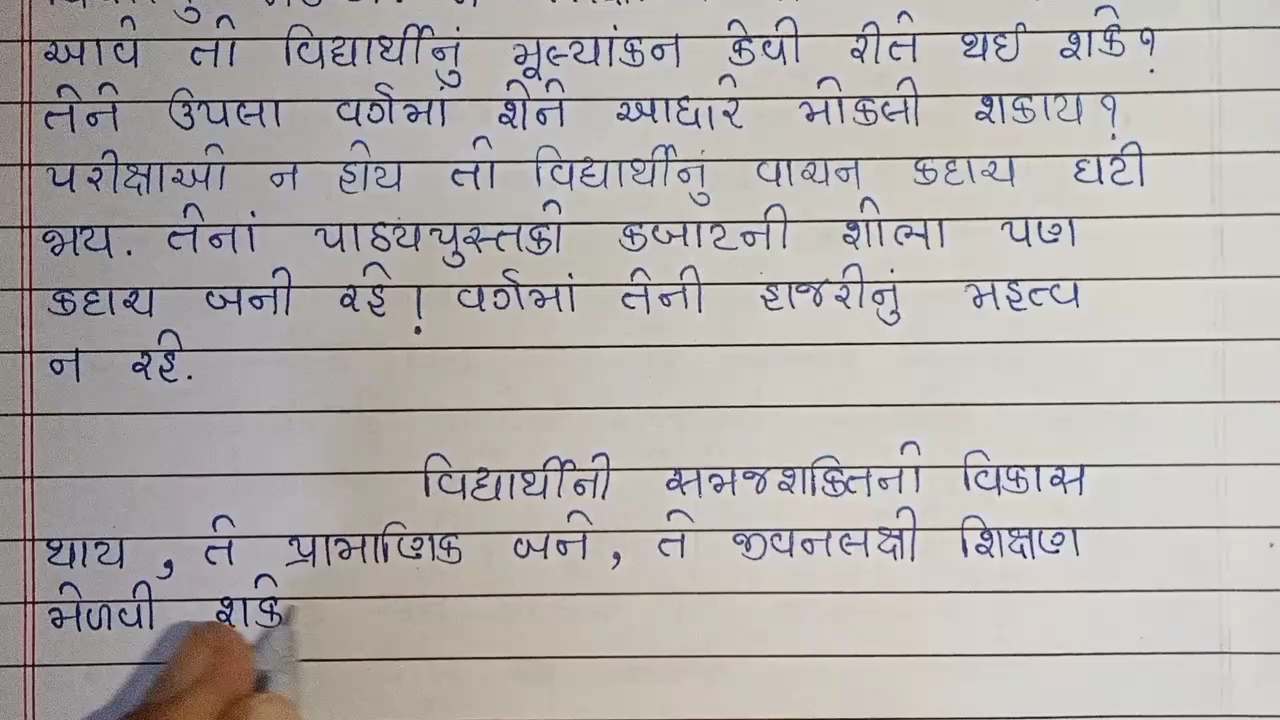 આવે તો વિદ્યાર્થીનું મૂલ્યાંકન કેવી રીતે થઈ શકે?
તેને ઉપલા વર્ગમાં શેને આધારે મોકલી શકાય?
પરીક્ષાઓ ન હોય તો વિદ્યાર્થીનું વાચન કદાચ ઘટી
જાય. તેનાં પાઠ્યપુસ્તકો કબાટની શોભા પણ
કદાચ બની રહે! વર્ગમાં તેની હાજરીનું મહત્વ
ન રહે.
વિદ્યાર્થીની સમજશક્તિનો વિકાસ
થાય, તે પ્રામાણિક બને, તે જીવનલક્ષી શિક્ષણ
મેળવી શકે